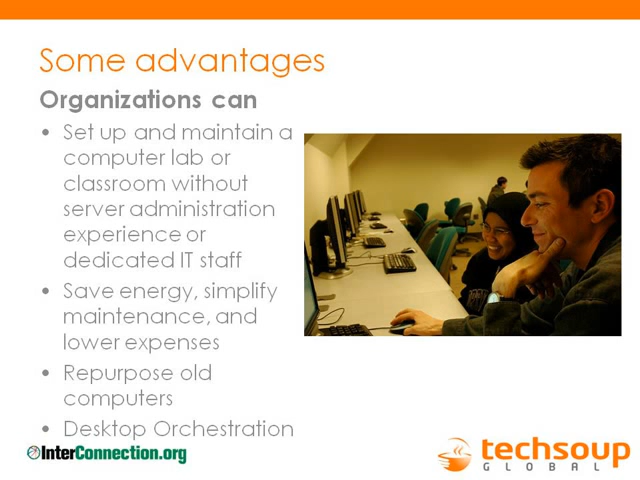 Some advantages
Organizations can
• Set up and maintain a
computer lab or
classroom without
server administration
experience or
dedicated IT staff
• Save energy, simplify
maintenance, and
lower expenses
• Repurpose old
computers
• Desktop Orchestration
InterConnection.org
techsoup
GLOBAL